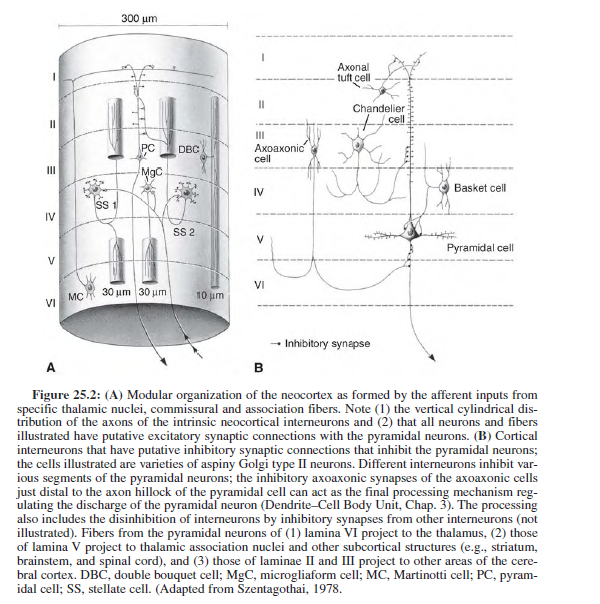 300 µm
I
II
III
IV
V
VI
PC
DBC
MgC
SS 1
SS 2
MC
30 µm
30 µm
10 µm
A
I
II
III
IV
V
VI
Axonal
tuft cell
Chandelier
cell
Axoaxonic
cell
Basket cell
Pyramidal cell
Inhibitory synapse
B
Figure 25.2: (A) Modular organization of the neocortex as formed by the afferent inputs from
specific thalamic nuclei, commissural and association fibers. Note (1) the vertical cylindrical dis-
tribution of the axons of the intrinsic neocortical interneurons and (2) that all neurons and fibers
illustrated have putative excitatory synaptic connections with the pyramidal neurons. (B) Cortical
interneurons that have putative inhibitory synaptic connections that inhibit the pyramidal neurons;
the cells illustrated are varieties of aspiny Golgi type II neurons. Different interneurons inhibit var-
ious segments of the pyramidal neurons; the inhibitory axoaxonic synapses of the axoaxonic cells
just distal to the axon hillock of the pyramidal cell can act as the final processing mechanism reg-
ulating the discharge of the pyramidal neuron (Dendrite–Cell Body Unit, Chap. 3). The processing
also includes the disinhibition of interneurons by inhibitory synapses from other interneurons (not
illustrated). Fibers from the pyramidal neurons of (1) lamina VI project to the thalamus, (2) those
of lamina V project to thalamic association nuclei and other subcortical structures (e.g., striatum,
brainstem, and spinal cord), and (3) those of laminae II and III project to other areas of the cere-
bral cortex. DBC, double bouquet cell; MgC, microgliaform cell; MC, Martinotti cell; PC, pyram-
idal cell; SS, stellate cell. (Adapted from Szentagothai, 1978.